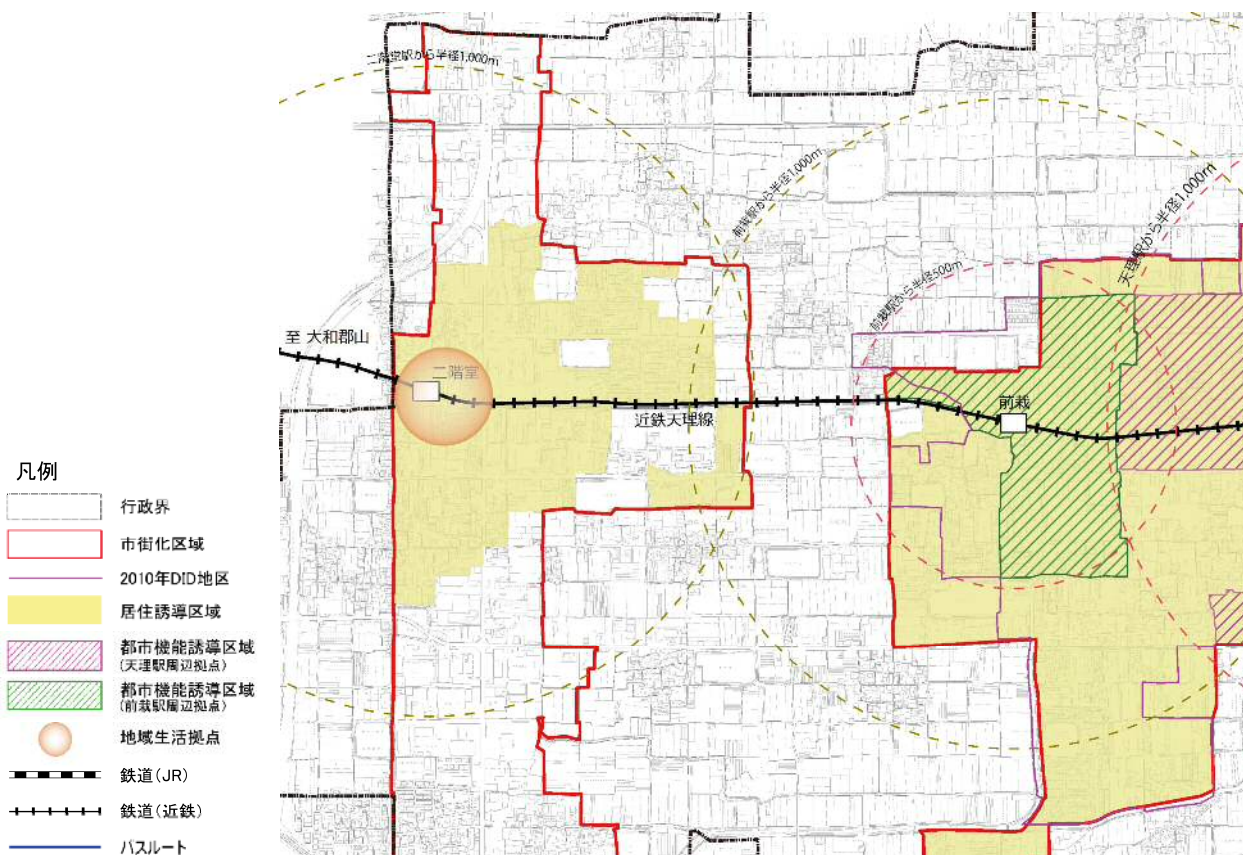 二階堂駅から半径1,000m
前栽駅から半径1,000m
天理駅から半径1,000m
前栽駅から半径500m
至 大和郡山
二階堂
前栽
近鉄天理線
凡例
行政界
市街化区域
2010年DID地区
居住誘導区域
都市機能誘導区域
(天理駅周辺拠点)
都市機能誘導区域
(前栽駅周辺拠点)
地域生活拠点
鉄道(JR)
鉄道(近鉄)
バスルート